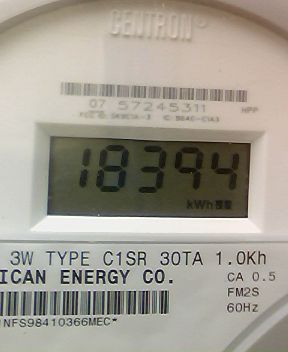 CENTRON®
07 57245311 HPP
18394
kWh
3W TYPE C1SR 30TA 1.0Kh
ICAN ENERGY CO. CA 0.5
FM2S
60Hz
NFS98410366MEC*